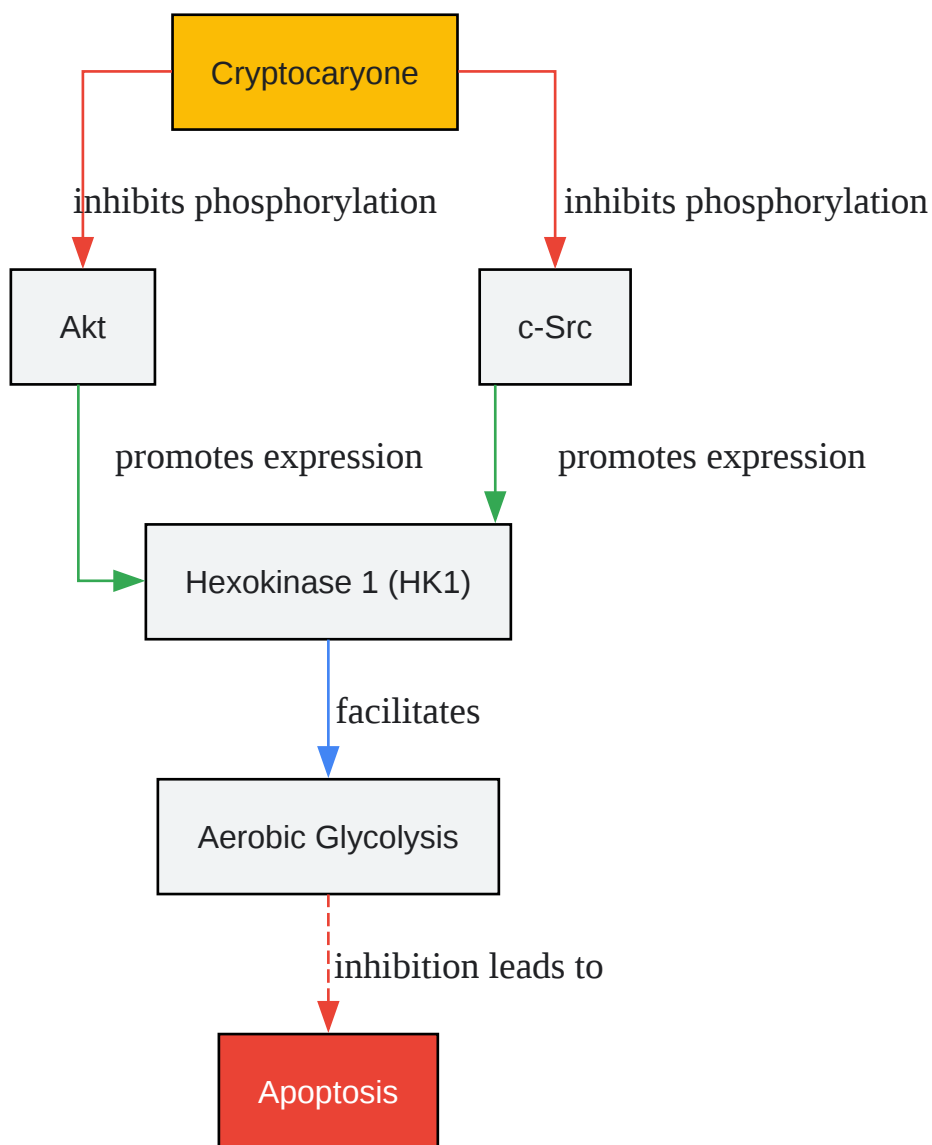 Cryptocaryone
inhibits phosphorylation
inhibits phosphorylation
Akt
c-Src
promotes expression
promotes expression
Hexokinase 1 (HK1)
facilitates
Aerobic Glycolysis
inhibition leads to
Apoptosis